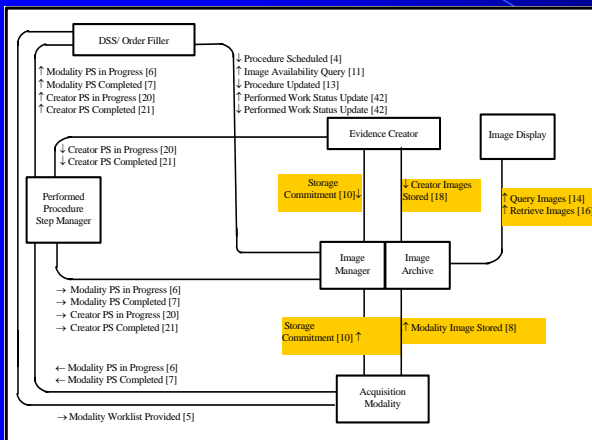 DSS/ Order Filler
↑ Modality PS in Progress [6]
↑ Modality PS Completed [7]
↑ Creator PS in Progress [20]
↑ Creator PS Completed [21]
↓ Procedure Scheduled [4]
↑ Image Availability Query [11]
↓ Procedure Updated [13]
↑ Performed Work Status Update [42]
↓ Performed Work Status Update [42]
Evidence Creator
Image Display
↓ Creator PS in Progress [20]
↓ Creator PS Completed [21]
Storage
Commitment [10]↓
↓ Creator Images
Stored [18]
↑ Query Images [14]
↑ Retrieve Images [16]
Performed
Procedure
Step Manager
Image
Manager
Image
Archive
→ Modality PS in Progress [6]
→ Modality PS Completed [7]
→ Creator PS in Progress [20]
→ Creator PS Completed [21]
Storage
Commitment [10] ↑
↑ Modality Image Stored [8]
← Modality PS in Progress [6]
← Modality PS Completed [7]
Acquisition
Modality
→ Modality Worklist Provided [5]